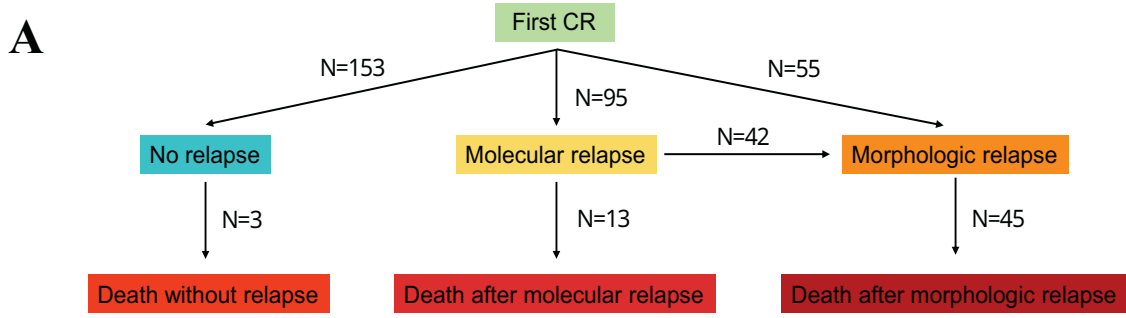 A
First CR
N=153
N=95
N=55
No relapse
Molecular relapse
N=42
Morphologic relapse
N=3
N=13
N=45
Death without relapse
Death after molecular relapse
Death after morphologic relapse